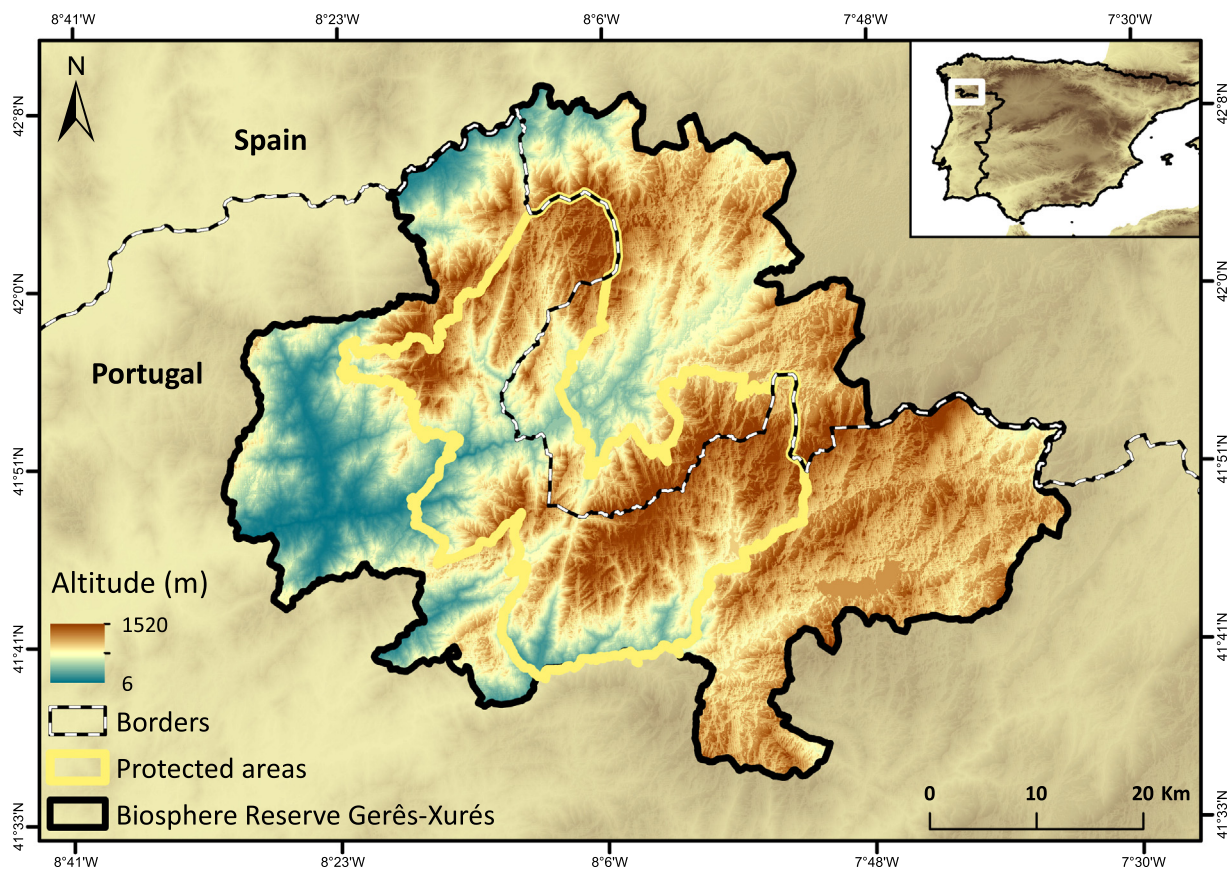 8°41'W 8°23'W 8°6'W 7°48'W 7°30'W
N
42°8'N
42°8'N
Spain
42°0'N
42°0'N
Portugal
41°51'N
41°51'N
Altitude (m)
1520
6
41°41'N
41°41'N
Borders
Protected areas
0 10 20 Km
Biosphere Reserve Gerês-Xurés
41°33'N
41°33'N
8°41'W 8°23'W 8°6'W 7°48'W 7°30'W